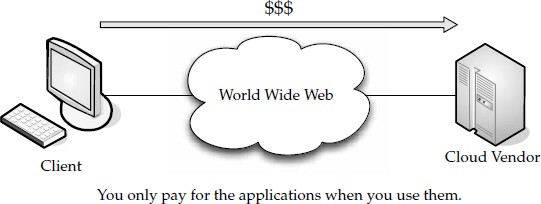 $$$
World Wide Web
Client
Cloud Vendor
You only pay for the applications when you use them.